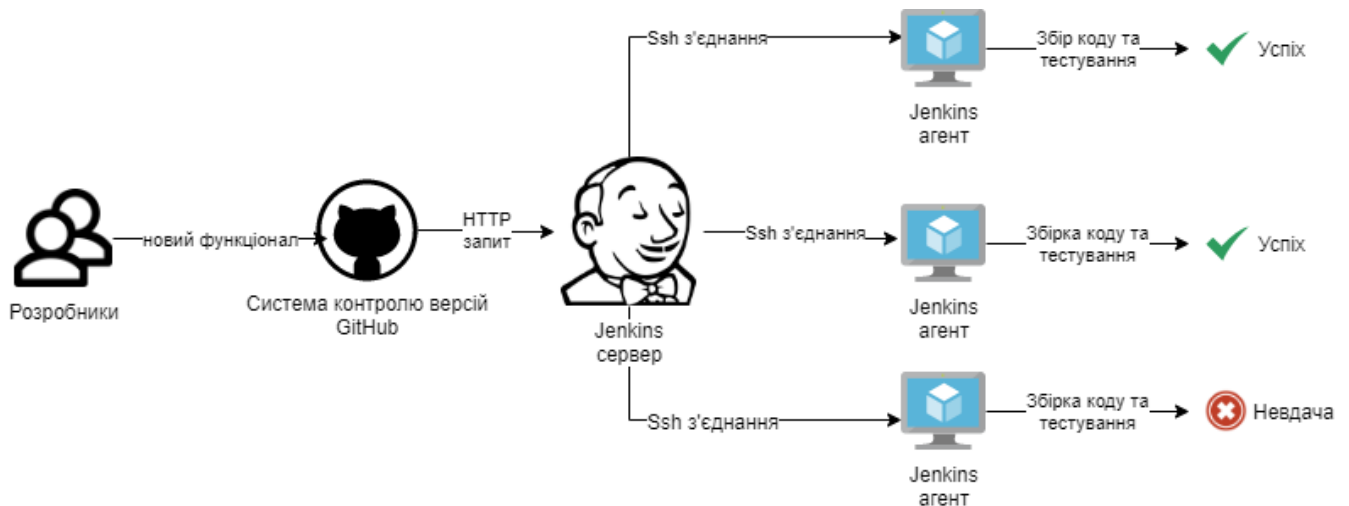 Ssh з'єднання
Збір коду та
тестування
Успіх
Jenkins
агент
новий функціонал
HTTP
запит
Ssh з'єднання
Збірка коду та
тестування
Успіх
Розробники
Система контролю версій
GitHub
Jenkins
сервер
Jenkins
агент
Ssh з'єднання
Збірка коду та
тестування
Невдача
Jenkins
агент